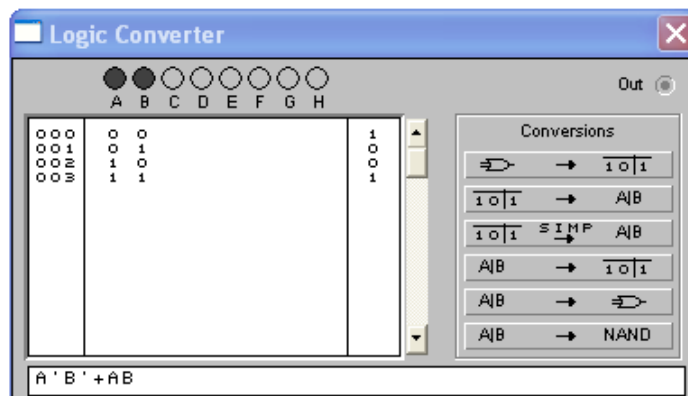 Logic Converter
A B C D E F G H
Out
000 0 0 1
001 0 1 0
002 1 0 0
003 1 1 1
Conversions
→ 1 0 1
1 0 1 → A|B
1 0 1 SIMP → A|B
A|B → 1 0 1
A|B →
A|B → NAND
A'B'+AB